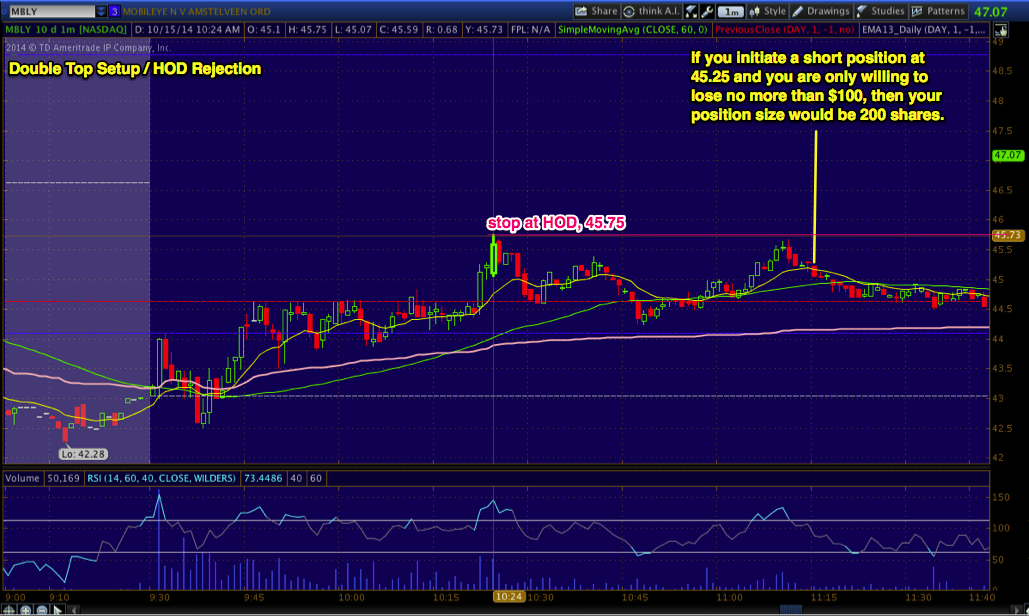 MBLY 3 MOBILEYE N V AMSTELVEEN ORD Share think A.I. 1m Style Drawings Studies Patterns 47.07
MBLY 10 d 1m [NASDAQ] D: 10/15/14 10:24 AM O: 45.1 H: 45.75 L: 45.07 C: 45.59 R: 0.68 Y: 45.73 FPL: N/A SimpleMovingAvg (CLOSE, 60, 0) PreviousClose (DAY, 1, -1, no) EMA13_Daily (DAY, 1, -1,...
2014 © TD Ameritrade IP Company, Inc.
Double Top Setup / HOD Rejection
If you initiate a short position at
45.25 and you are only willing to
lose no more than $100, then your
position size would be 200 shares.
stop at HOD, 45.75
49
48.5
48
47.5
47.07
46.5
46
45.73
45.5
45
44.5
44
43.5
43
42.5
42
Lo: 42.28
Volume 50,169 RSI (14, 60, 40, CLOSE, WILDERS) 73.4486 40 60
150
100
50
9:00 9:10 9:30 9:45 10:00 10:15 10:24 10:30 10:45 11:00 11:15 11:30 11:40